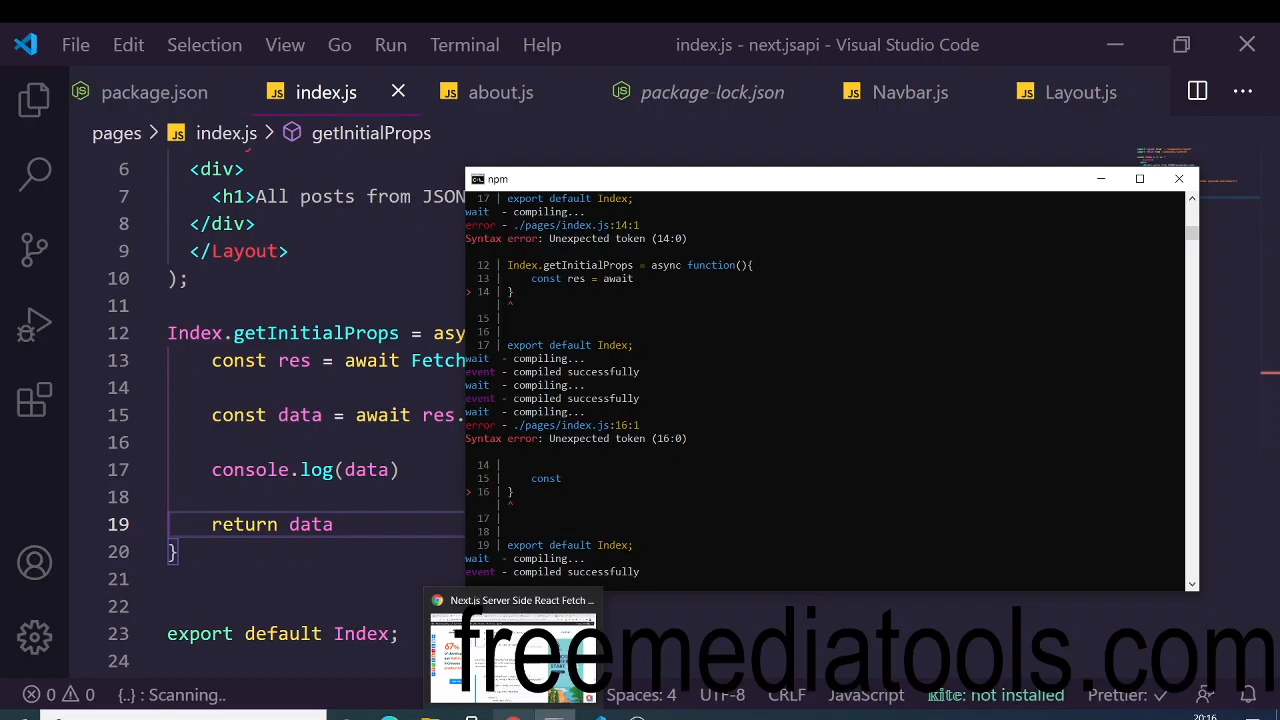 File Edit Selection View Go Run Terminal Help index.js - next.jsapi - Visual Studio Code
package.json JS index.js JS about.js package-lock.json JS Navbar.js JS Layout.js
pages > JS index.js > getInitialProps
6 <div>
7 <h1>All posts from JSON
8 </div>
9 </Layout>
10 );
11
12 Index.getInitialProps = asy
13 const res = await Fetch
14
15 const data = await res.
16
17 console.log(data)
18
19 return data
20 }
21
22
23 export default Index;
24
npm
17 | export default Index;
wait - compiling...
error - ./pages/index.js:14:1
Syntax error: Unexpected token (14:0)
12 | Index.getInitialProps = async function(){
13 | const res = await
> 14 | }
| ^
15 |
16 |
17 | export default Index;
wait - compiling...
event - compiled successfully
wait - compiling...
event - compiled successfully
wait - compiling...
error - ./pages/index.js:16:1
Syntax error: Unexpected token (16:0)
14 |
15 | const
> 16 | }
| ^
17 |
18 |
19 | export default Index;
wait - compiling...
event - compiled successfully
Next.js Server Side React Fetch ...
67%
freemediatools.com
0 0 {..} : Scanning... Spaces: 4 UTF-8 CRLF Javascript kite: not installed Prettier: ✓
20:16